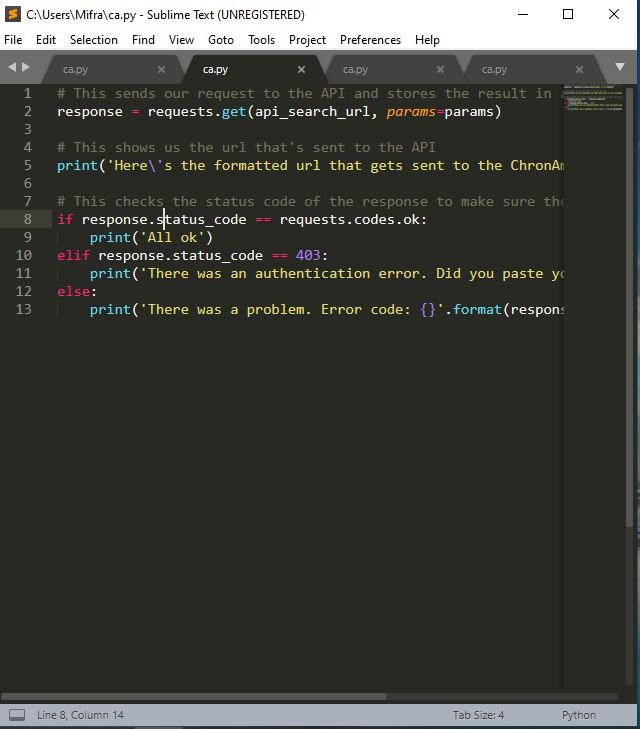 C:\Users\Mifra\ca.py - Sublime Text (UNREGISTERED)
File Edit Selection Find View Goto Tools Project Preferences Help
ca.py ca.py ca.py ca.py
1 # This sends our request to the API and stores the result in
2 response = requests.get(api_search_url, params=params)
3
4 # This shows us the url that's sent to the API
5 print('Here\'s the formatted url that gets sent to the ChronAm
6
7 # This checks the status code of the response to make sure the
8 if response.status_code == requests.codes.ok:
9 print('All ok')
10 elif response.status_code == 403:
11 print('There was an authentication error. Did you paste yo
12 else:
13 print('There was a problem. Error code: {}'.format(respons
Line 8, Column 14 Tab Size: 4 Python